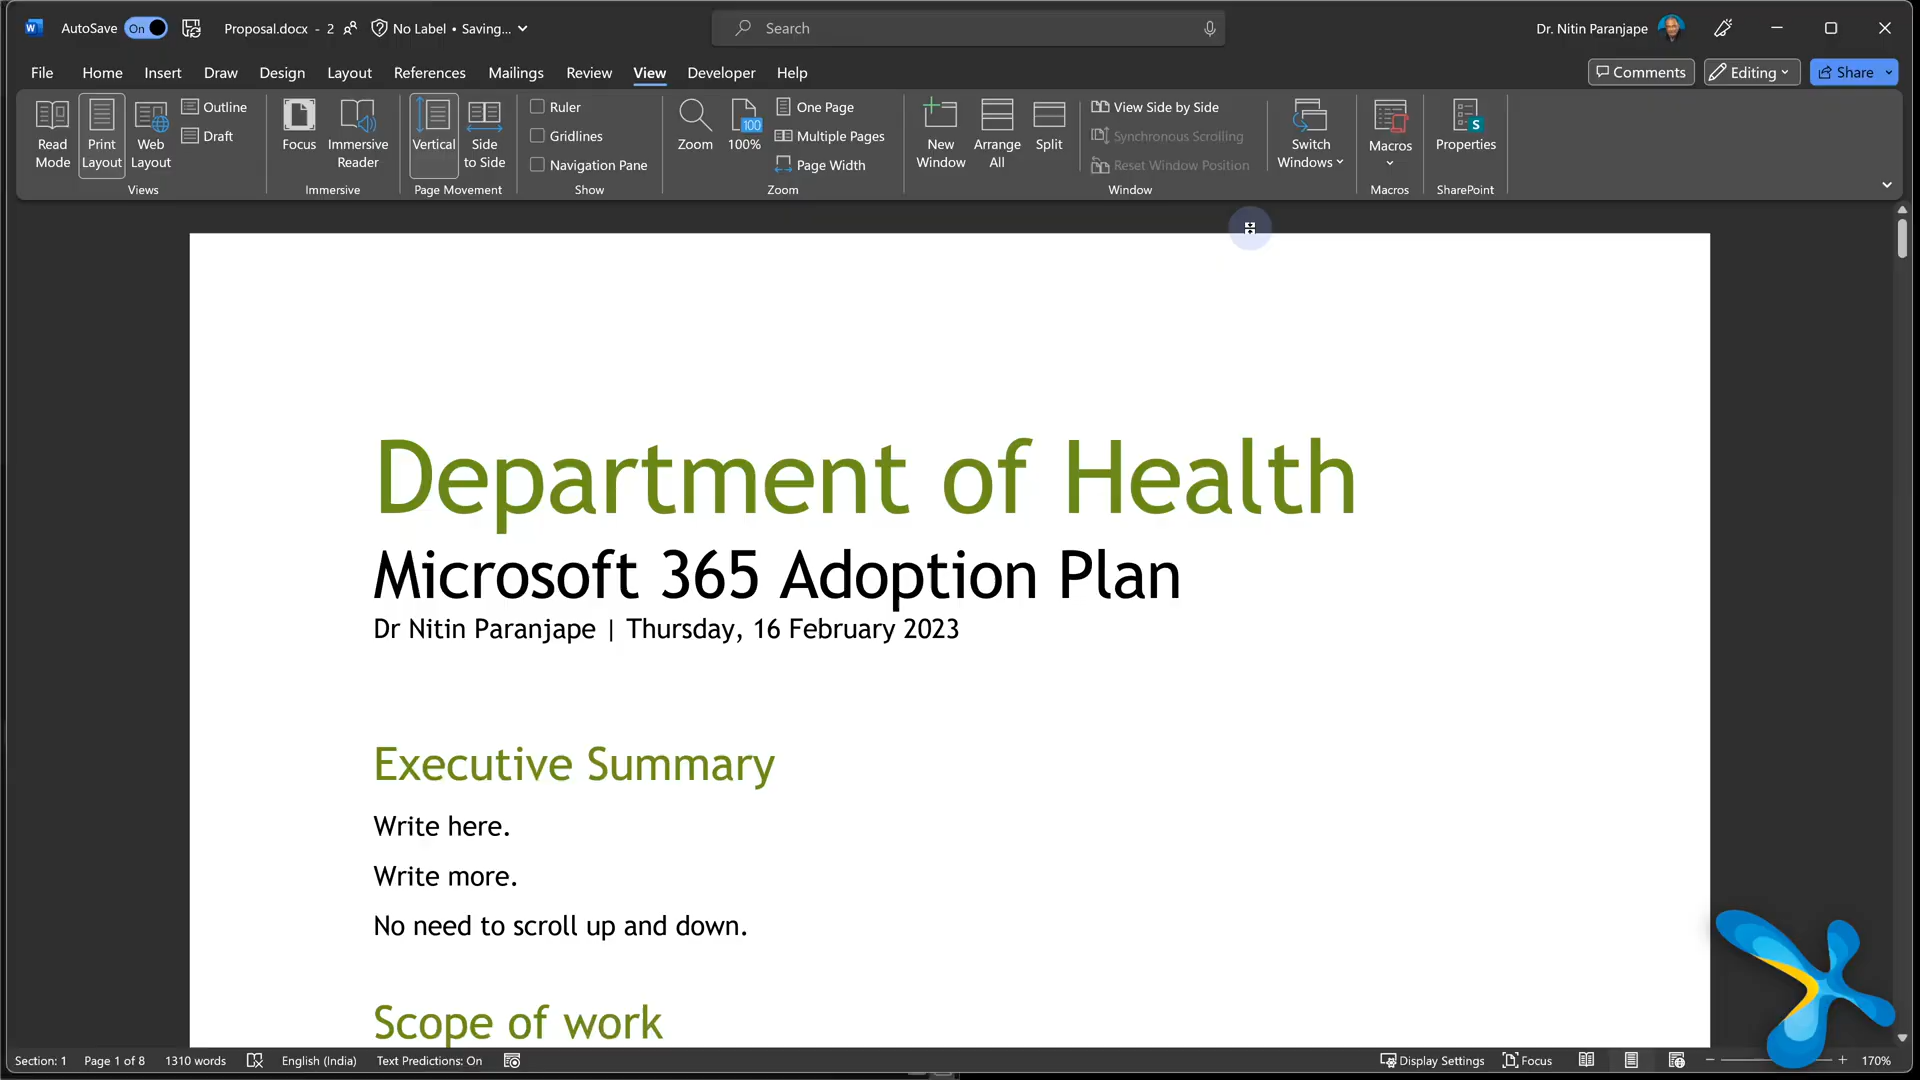 AutoSave On Proposal.docx - 2 No Label • Saving... Search Dr. Nitin Paranjape
File Home Insert Draw Design Layout References Mailings Review View Developer Help Comments Editing Share
Read Mode
Print Layout
Web Layout
Outline
Draft
Views
Focus
Immersive Reader
Immersive
Vertical
Side to Side
Page Movement
Ruler
Gridlines
Navigation Pane
Show
Zoom
100
100%
One Page
Multiple Pages
Page Width
Zoom
New Window
Arrange All
Split
View Side by Side
Synchronous Scrolling
Reset Window Position
Switch Windows
Window
Macros
Macros
S
Properties
SharePoint
Department of Health
Microsoft 365 Adoption Plan
Dr Nitin Paranjape | Thursday, 16 February 2023
Executive Summary
Write here.
Write more.
No need to scroll up and down.
Scope of work
Section: 1 Page 1 of 8 1310 words English (India) Text Predictions: On Display Settings Focus 170%